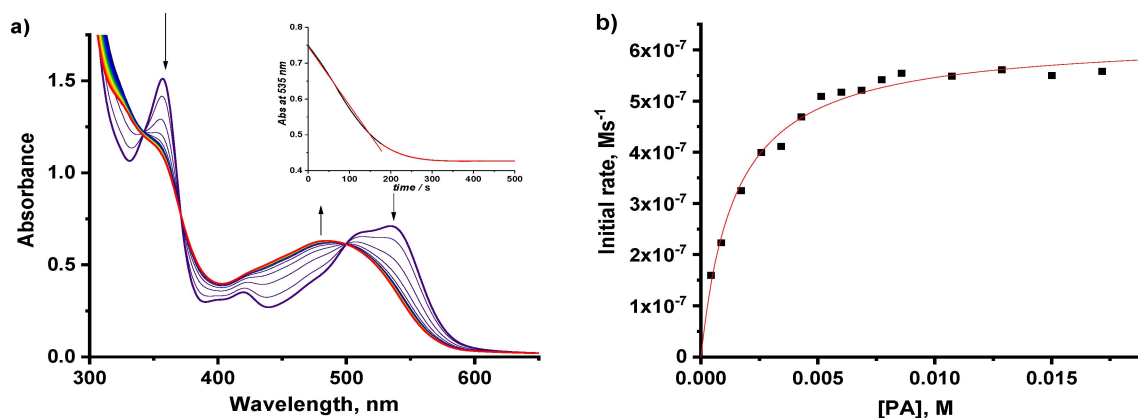 a)
1.5
1.0
0.5
0.0
Absorbance
300 400 500 600
Wavelength, nm
0.8
0.7
0.6
0.5
0.4
Abs at 535 nm
0 100 200 300 400 500
time / s
b)
6x10-7
5x10-7
4x10-7
3x10-7
2x10-7
1x10-7
0
Initial rate, Ms-1
0.000 0.005 0.010 0.015
[PA], M